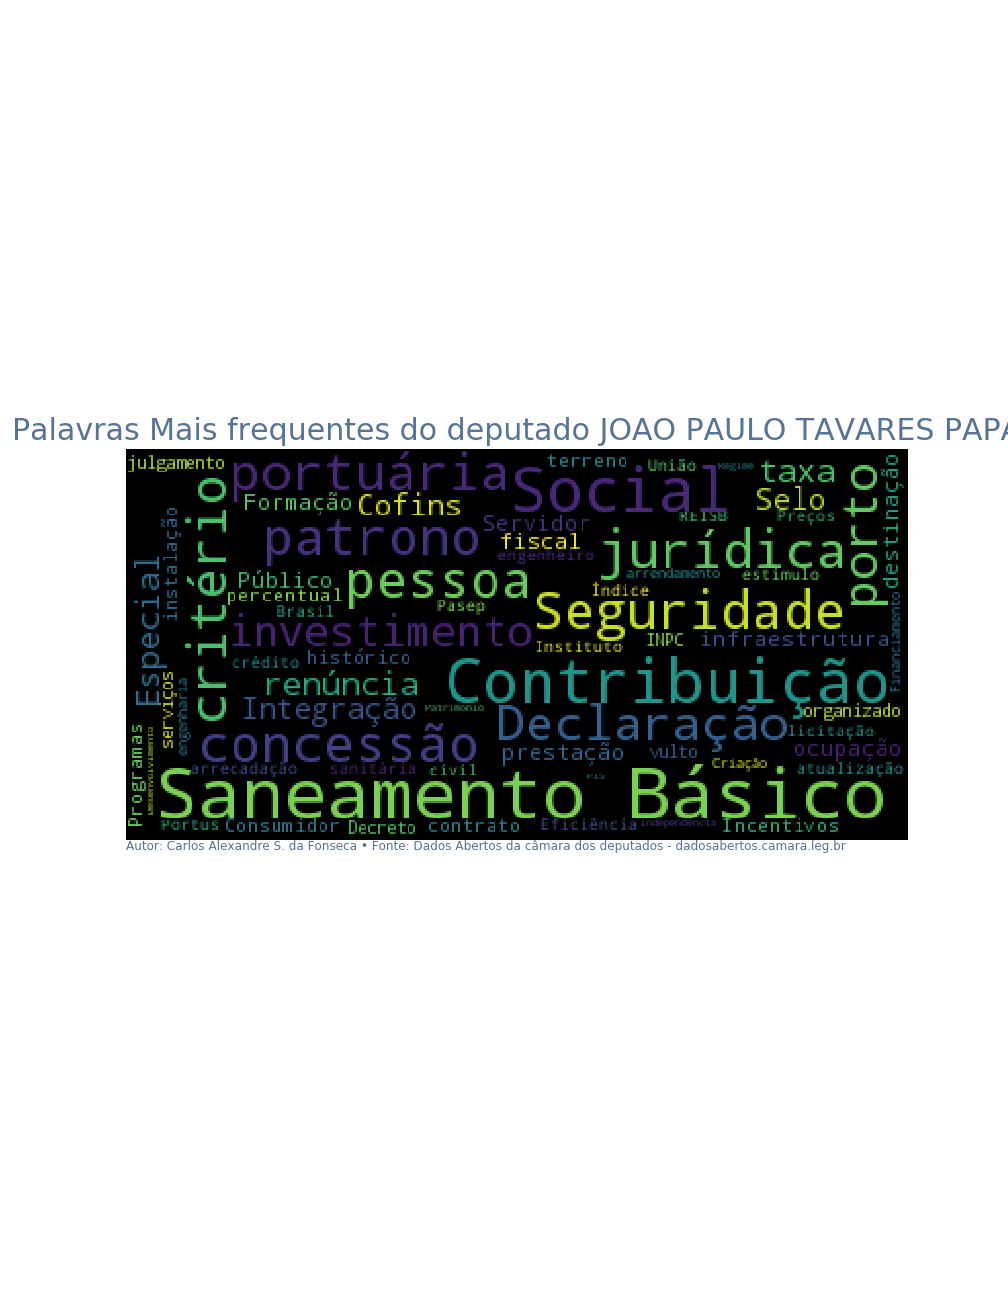 Palavras Mais frequentes do deputado JOAO PAULO TAVARES PAPA
julgamento
portuária
Social
terreno
União
Regime
taxa
porto
destinação
Formação
Cofins
Selo
critério
instalação
Servidor
REISB
Preços
patrono
fiscal
engenheiro
jurídica
Especial
Público
pessoa
arrendamento
estímulo
percentual
Pasep
Índice
Seguridade
Brasil
investimento
Instituto
INPC
infraestrutura
Financiamento
crédito
histórico
renúncia
Contribuição
serviços
engenharia
Integração
Patrimônio
Declaração
organizado
Programas
Desenvolvimento
concessão
prestação
vulto
licitação
ocupação
arrecadação
sanitária
civil
Criação
atualização
Pis
Saneamento Básico
Portus
Consumidor
Decreto
contrato
Eficiência
Independência
Incentivos
Autor: Carlos Alexandre S. da Fonseca • Fonte: Dados Abertos da câmara dos deputados - dadosabertos.camara.leg.br